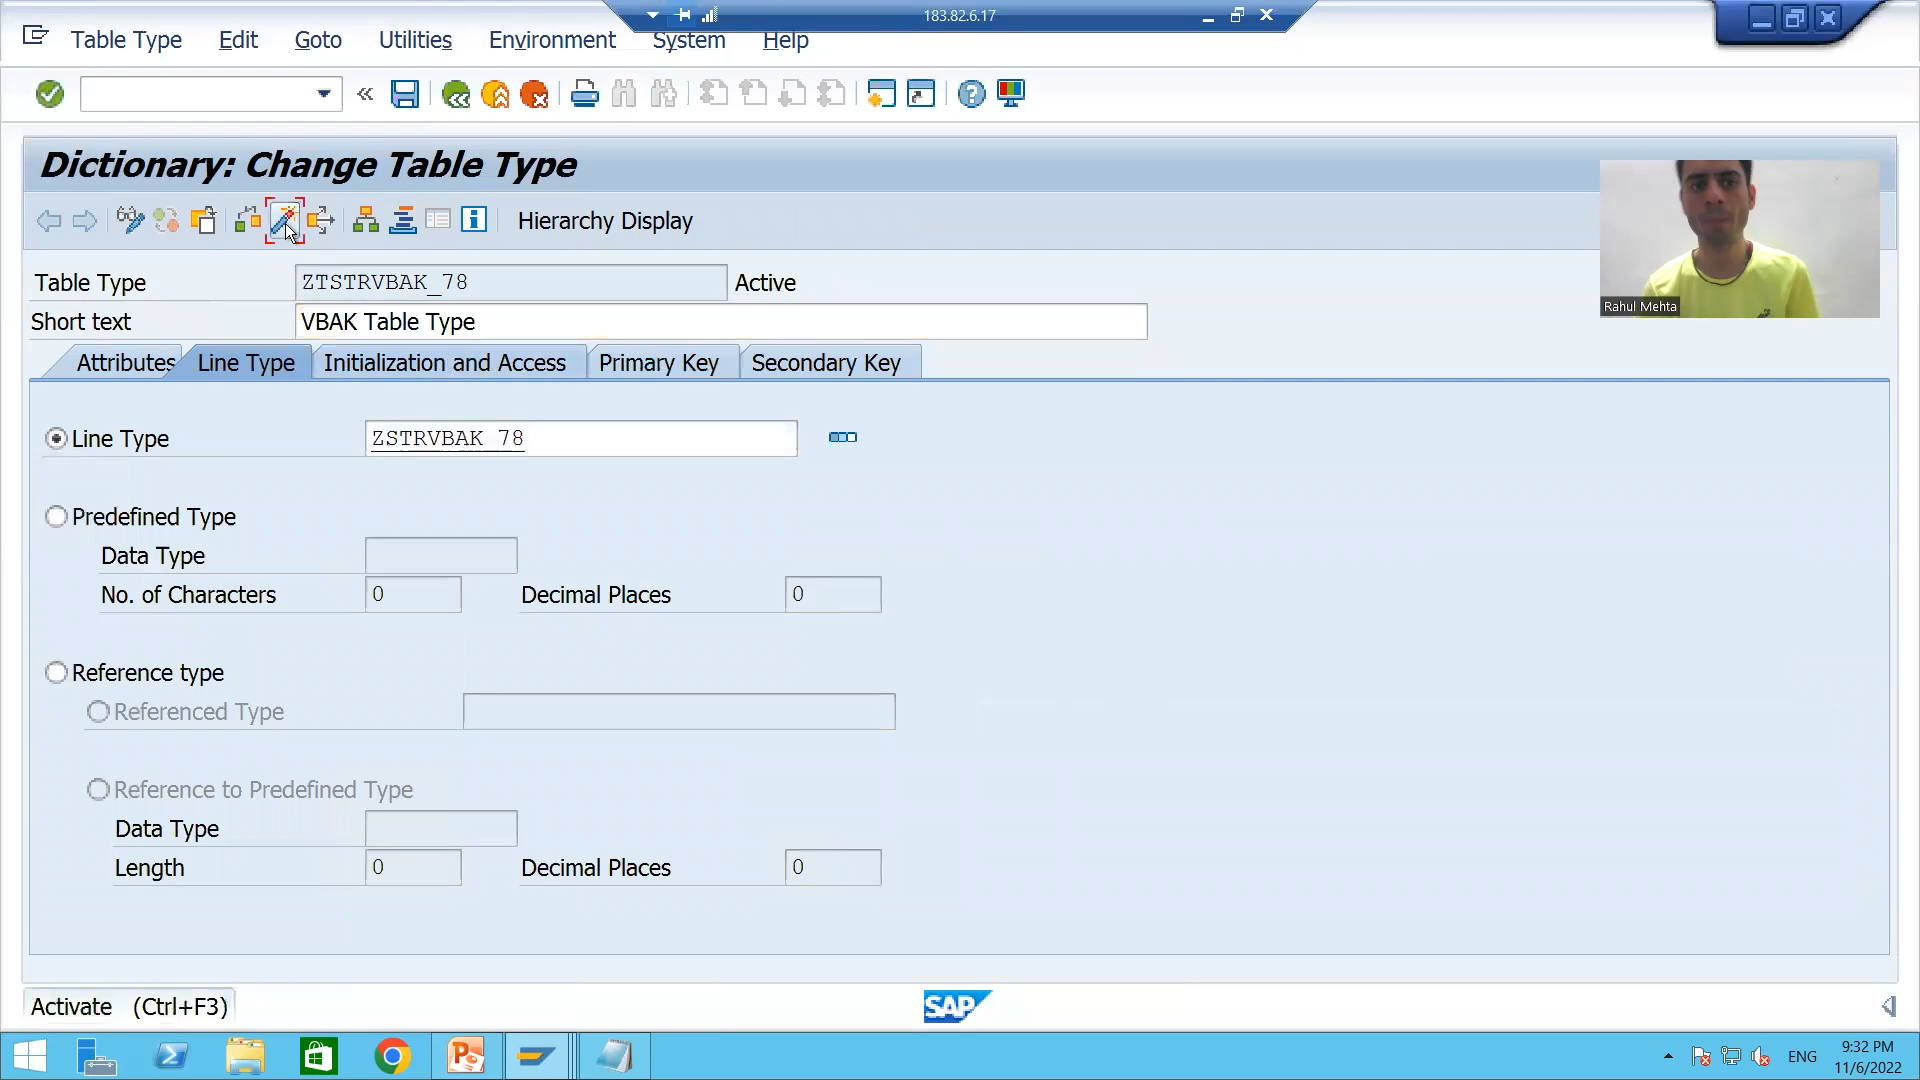 183.82.6.17
Table Type Edit Goto Utilities Environment System Help
Dictionary: Change Table Type
Hierarchy Display
Table Type ZTSTRVBAK_78 Active
Short text VBAK Table Type
Rahul Mehta
Attributes Line Type Initialization and Access Primary Key Secondary Key
Line Type ZSTRVBAK_78
Predefined Type
Data Type
No. of Characters 0 Decimal Places 0
Reference type
Referenced Type
Reference to Predefined Type
Data Type
Length 0 Decimal Places 0
Activate (Ctrl+F3)
SAP
ENG
9:32 PM
11/6/2022